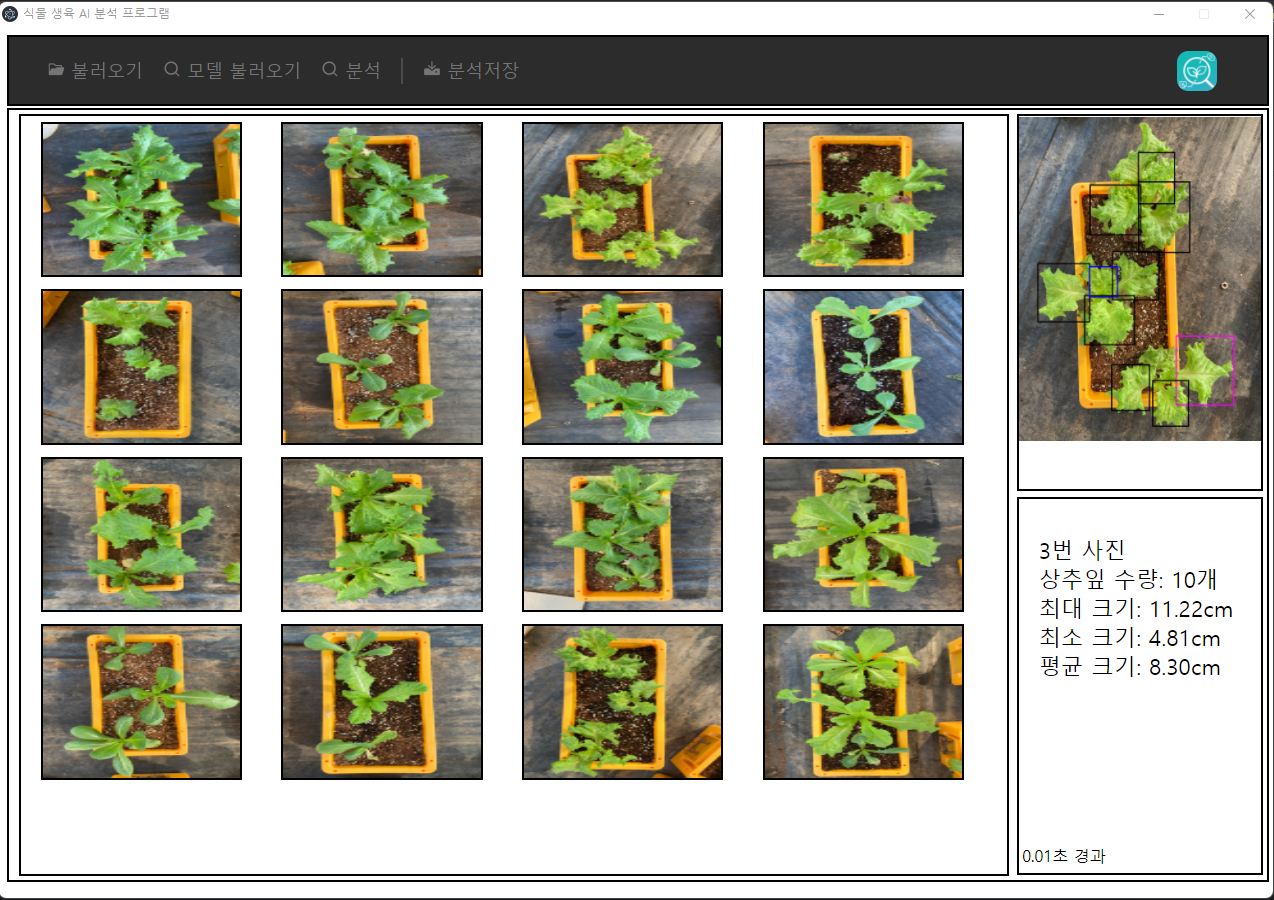 식물 생육 AI 분석 프로그램
불러오기 모델 불러오기 분석 분석저장
3번 사진
상추잎 수량: 10개
최대 크기: 11.22cm
최소 크기: 4.81cm
평균 크기: 8.30cm
0.01초 경과